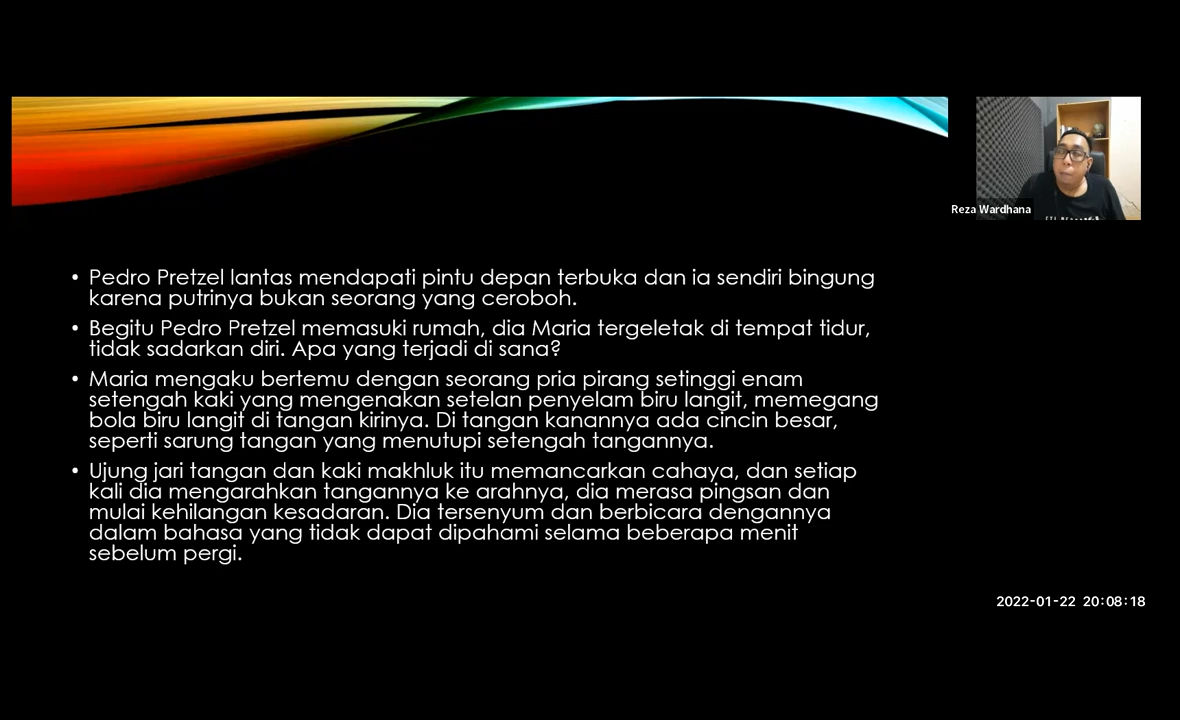 Reza Wardhana
• Pedro Pretzel lantas mendapati pintu depan terbuka dan ia sendiri bingung
karena putrinya bukan seorang yang ceroboh.
• Begitu Pedro Pretzel memasuki rumah, dia Maria tergeletak di tempat tidur,
tidak sadarkan diri. Apa yang terjadi di sana?
• Maria mengaku bertemu dengan seorang pria pirang setinggi enam
setengah kaki yang mengenakan setelan penyelam biru langit, memegang
bola biru langit di tangan kirinya. Di tangan kanannya ada cincin besar,
seperti sarung tangan yang menutupi setengah tangannya.
• Ujung jari tangan dan kaki makhluk itu memancarkan cahaya, dan setiap
kali dia mengarahkan tangannya ke arahnya, dia merasa pingsan dan
mulai kehilangan kesadaran. Dia tersenyum dan berbicara dengannya
dalam bahasa yang tidak dapat dipahami selama beberapa menit
sebelum pergi.
2022-01-22 20:08:18